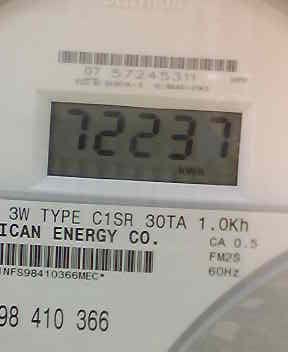 07 57245311
72237
KWH
3W TYPE C1SR 30TA 1.0Kh
ICAN ENERGY CO.
CA 0.5
FM2S
60Hz
INFS98410366MEC*
98 410 366